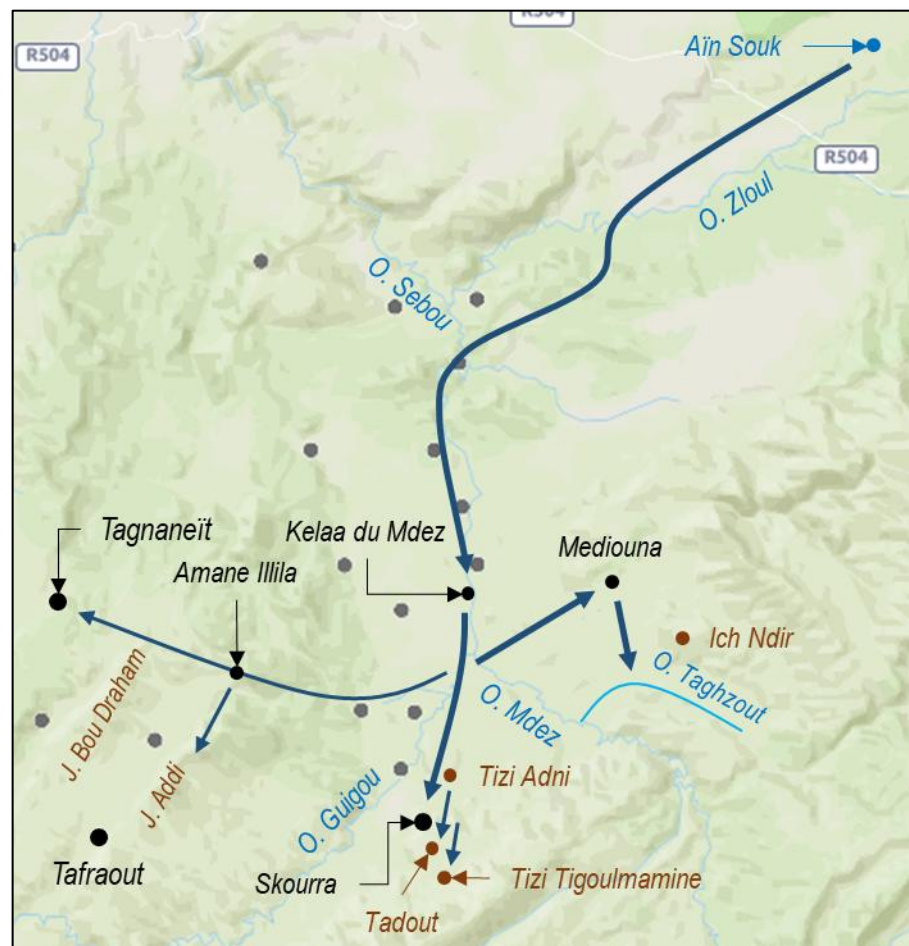 R504
Aïn Souk
R504
R504
O. Zloul
O. Sebou
Tagnaneït
Kelaa du Mdez
Mediouna
Amane Illila
Ich Ndir
O. Taghzout
J. Bou Draham
O. Mdez
J. Addi
Tizi Adni
O. Guigou
Tafraout
Skourra
Tizi Tigoulmamine
Tadout